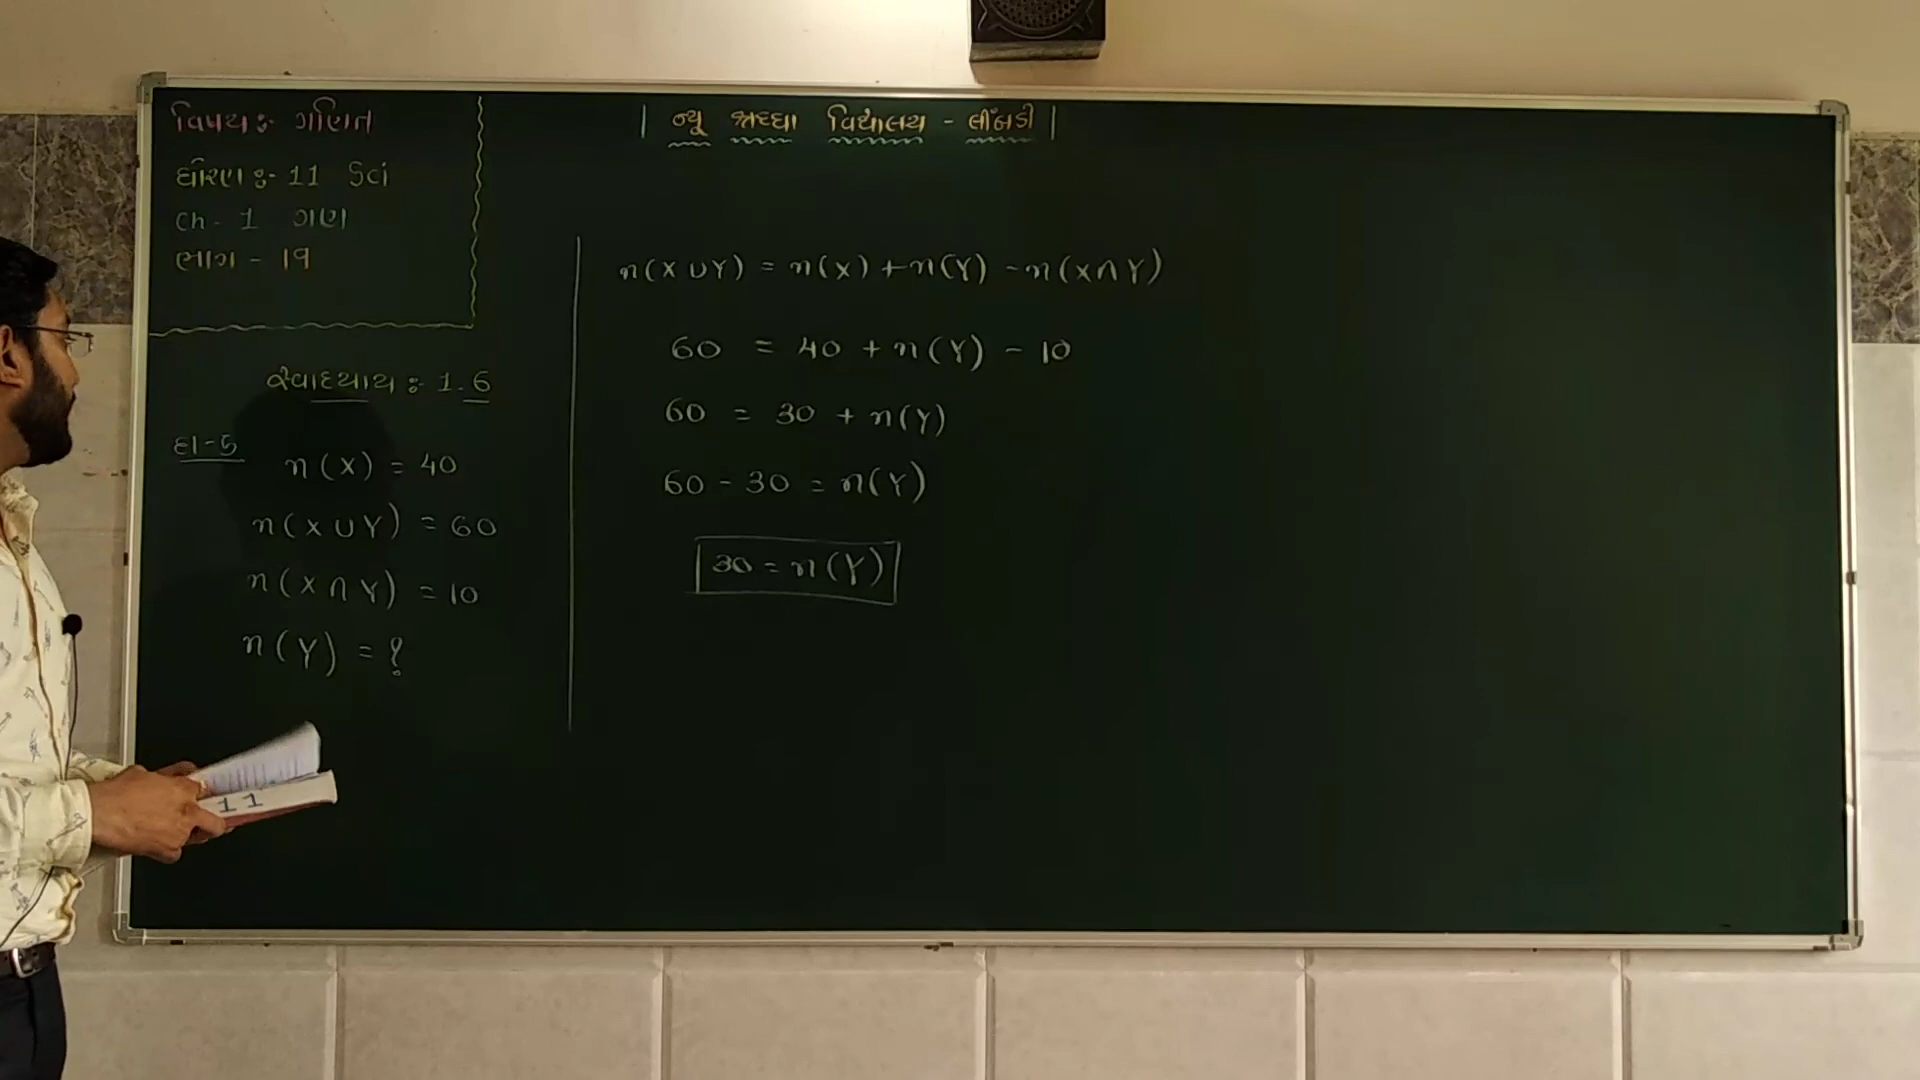 વિષય :- ગણિત
ધોરણ :- 11 Sci
Ch - 1 ગણ
ભાગ - 19
| ન્યૂ શ્રદ્ધા વિદ્યાલય - લીંબડી |
સ્વાધ્યાય :- 1.6
દા-5
n(X) = 40
n(X ∪ Y) = 60
n(X ∩ Y) = 10
n(Y) = ?
n(X ∪ Y) = n(X) + n(Y) - n(X ∩ Y)
60 = 40 + n(Y) - 10
60 = 30 + n(Y)
60 - 30 = n(Y)
30 = n(Y)
11